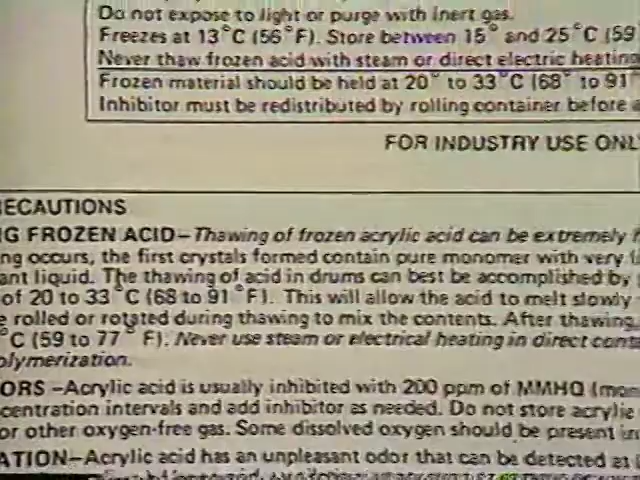 Do not expose to light or purge with inert gas.
Freezes at 13°C (56°F). Store between 15° and 25°C (59
Never thaw frozen acid with steam or direct electric heating
Frozen material should be held at 20° to 33°C (68° to 91°
Inhibitor must be redistributed by rolling container before
FOR INDUSTRY USE ONL
ECAUTIONS
G FROZEN ACID—Thawing of frozen acrylic acid can be extremely
ng occurs, the first crystals formed contain pure monomer with very
ant liquid. The thawing of acid in drums can best be accomplished by
of 20 to 33°C (68 to 91°F). This will allow the acid to melt slowly
e rolled or rotated during thawing to mix the contents. After thawing,
°C (59 to 77° F). Never use steam or electrical heating in direct conta
olymerization.
ORS—Acrylic acid is usually inhibited with 200 ppm of MMHQ (mon
centration intervals and add inhibitor as needed. Do not store acrylic
or other oxygen-free gas. Some dissolved oxygen should be present in
ATION—Acrylic acid has an unpleasant odor that can be detected at